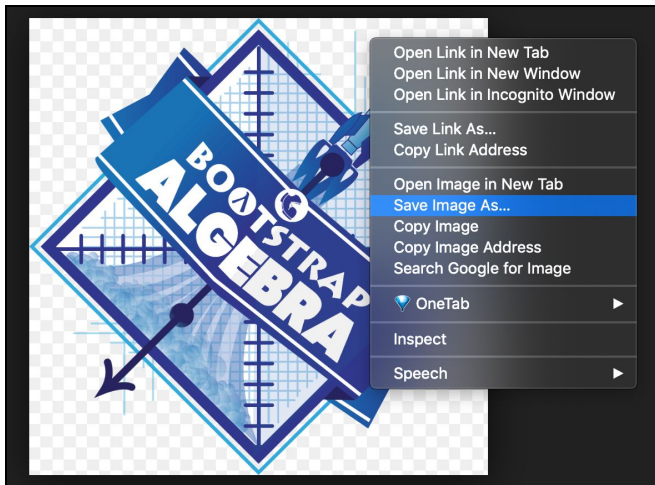 BOOTSTRAP
ALGEBRA
Open Link in New Tab
Open Link in New Window
Open Link in Incognito Window
Save Link As...
Copy Link Address
Open Image in New Tab
Save Image As...
Copy Image
Copy Image Address
Search Google for Image
OneTab
Inspect
Speech